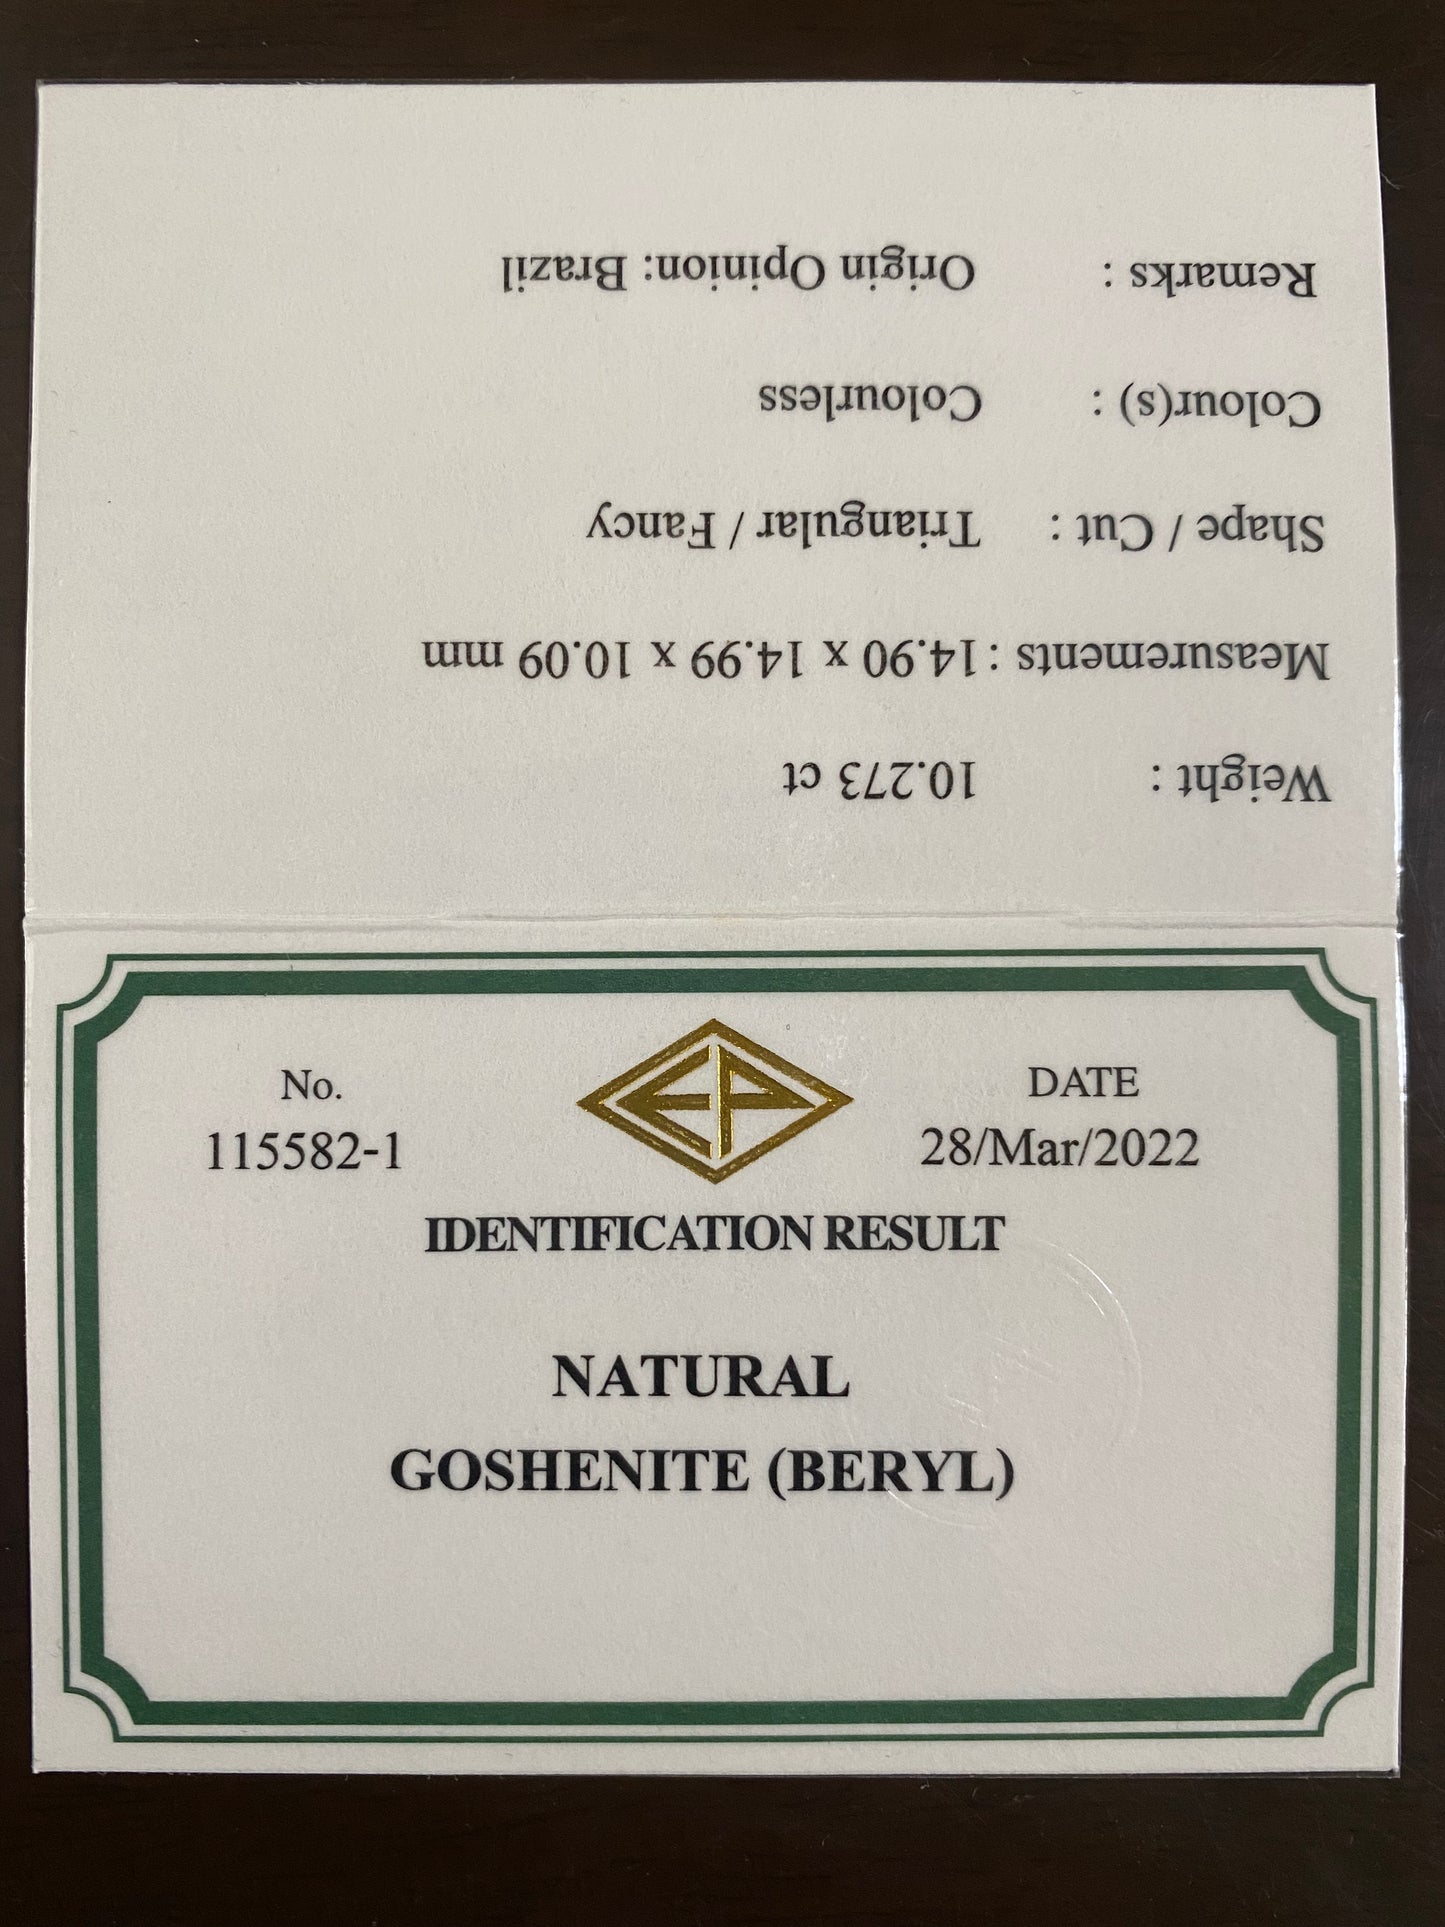 No.
115582-1
EP
DATE
28/Mar/2022
IDENTIFICATION RESULT
NATURAL
GOSHENITE (BERYL)
Weight : 10.273 ct
Measurements : 14.90 x 14.99 x 10.09 mm
Shape / Cut : Triangular / Fancy
Colour(s) : Colourless
Remarks : Origin Opinion: Brazil